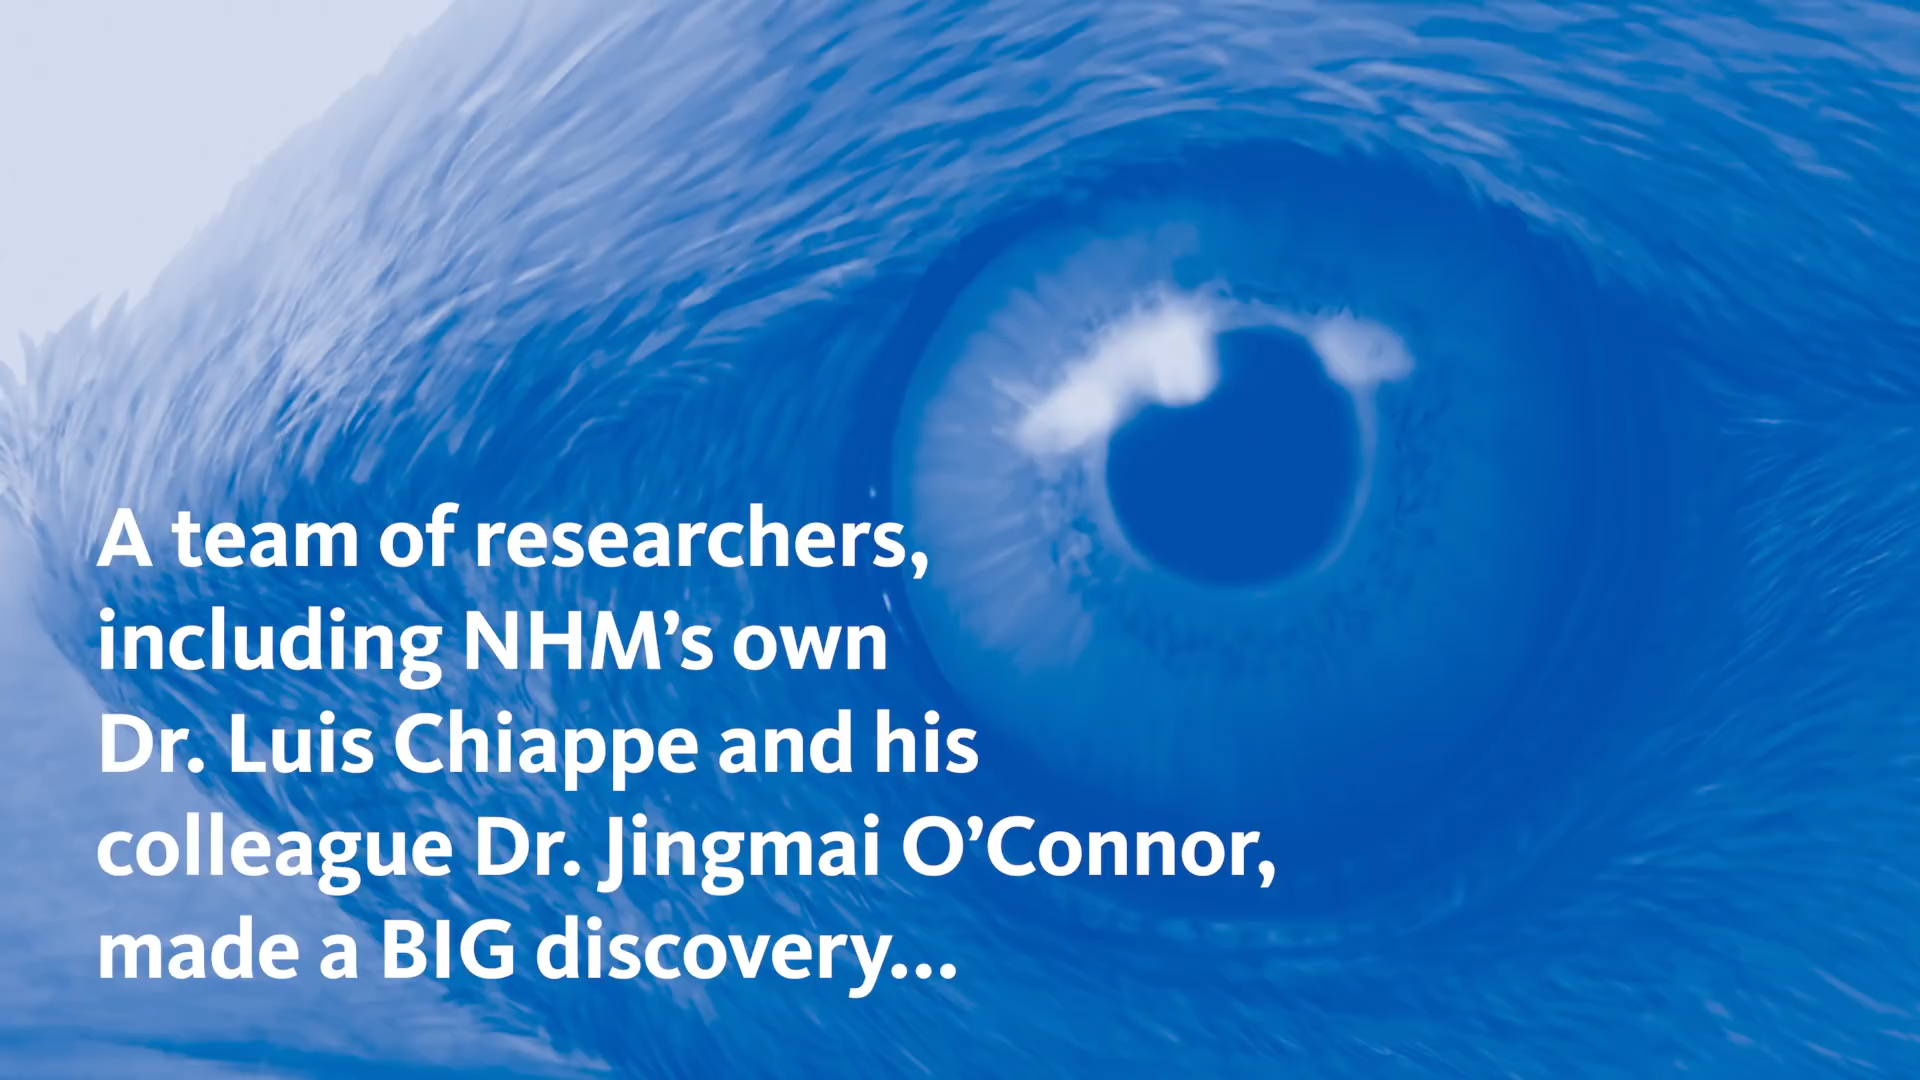 A team of researchers,
including NHM’s own
Dr. Luis Chiappe and his
colleague Dr. Jingmai O’Connor,
made a BIG discovery...